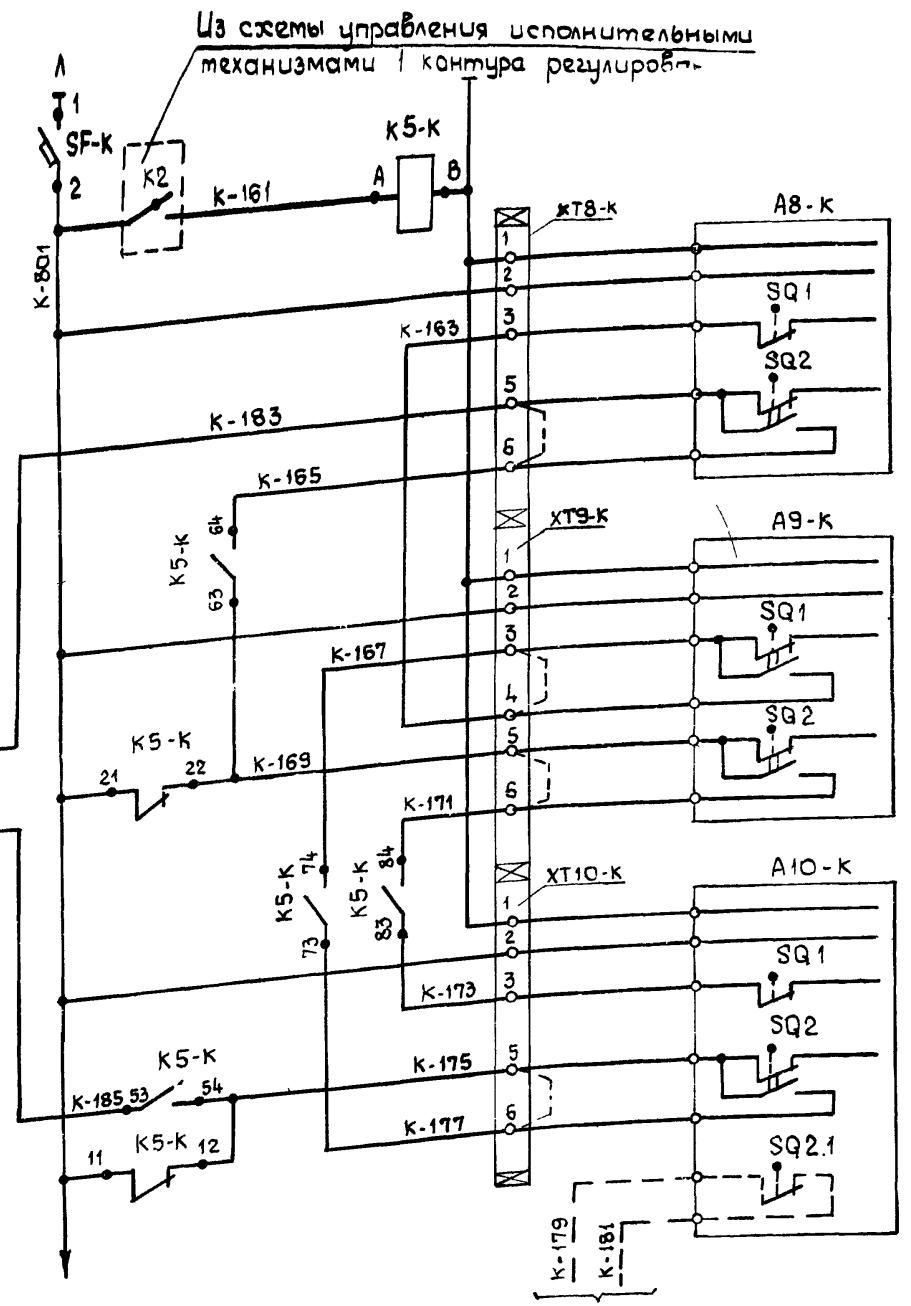 Из схемы управления исполнительными
механизмами 1 контура
Л
1
SF-K
2
K2
K-161
K5-K
A
B
K-801
XT8-K
A8-K
1
2
3
K-163
SQ1
5
K-183
SQ2
6
K-165
64
K5-K
63
XT9-K
A9-K
1
2
3
K-167
SQ1
4
5
K-169
SQ2
K5-K
21
22
6
K-171
74
K5-K
73
84
K5-K
83
XT10-K
A10-K
1
2
3
K-173
SQ1
SQ2
5
K-175
K5-K
K-185
53
54
6
K-177
K5-K
11
12
SQ2.1
K-179
K-181